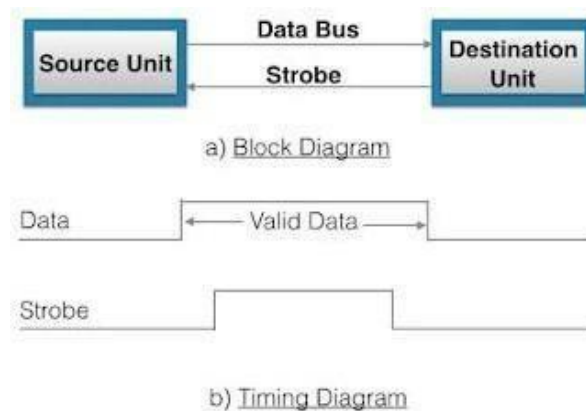 Source Unit
Data Bus
Strobe
Destination
Unit
a) Block Diagram
Data
Valid Data
Strobe
b) Timing Diagram